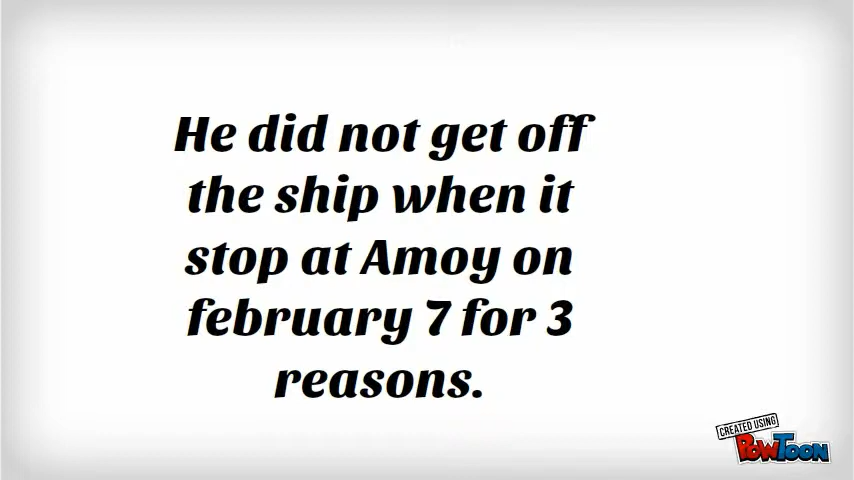 He did not get off
the ship when it
stop at Amoy on
february 7 for 3
reasons.
CREATED USING
POWTOON